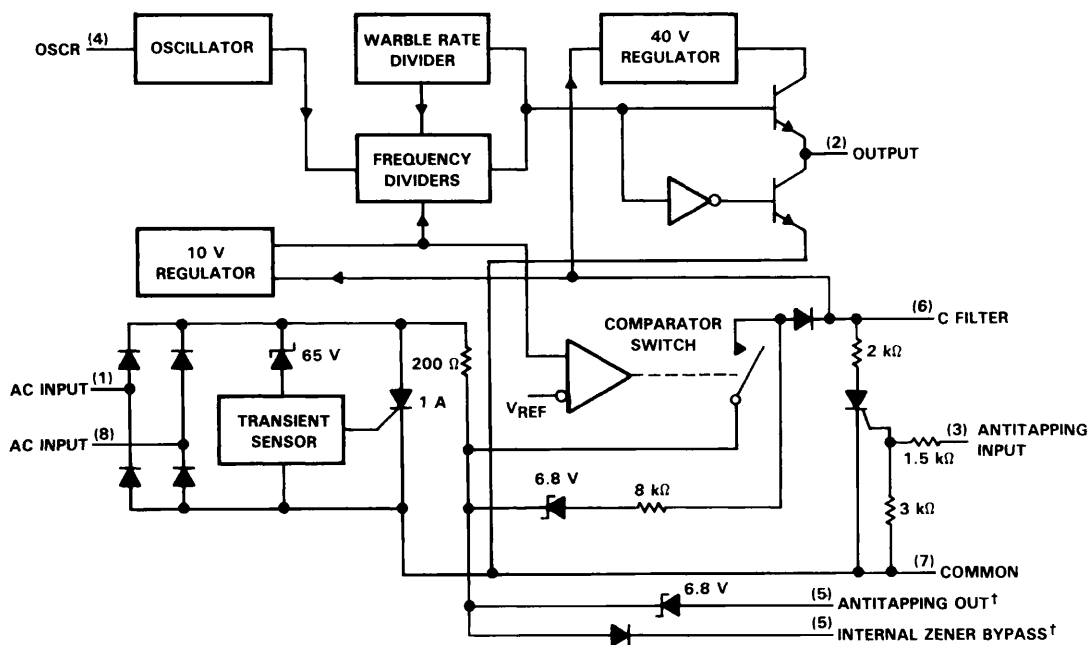 OSCR (4)
OSCILLATOR
WARBLE RATE
DIVIDER
40 V
REGULATOR
FREQUENCY
DIVIDERS
(2) OUTPUT
10 V
REGULATOR
(6) C FILTER
COMPARATOR
SWITCH
2 kΩ
65 V
200 Ω
AC INPUT (1)
1 A
VREF
TRANSIENT
SENSOR
AC INPUT (8)
(3) ANTITAPPING
INPUT
1.5 kΩ
6.8 V
8 kΩ
3 kΩ
(7) COMMON
6.8 V
(5) ANTITAPPING OUT†
(5) INTERNAL ZENER BYPASS†